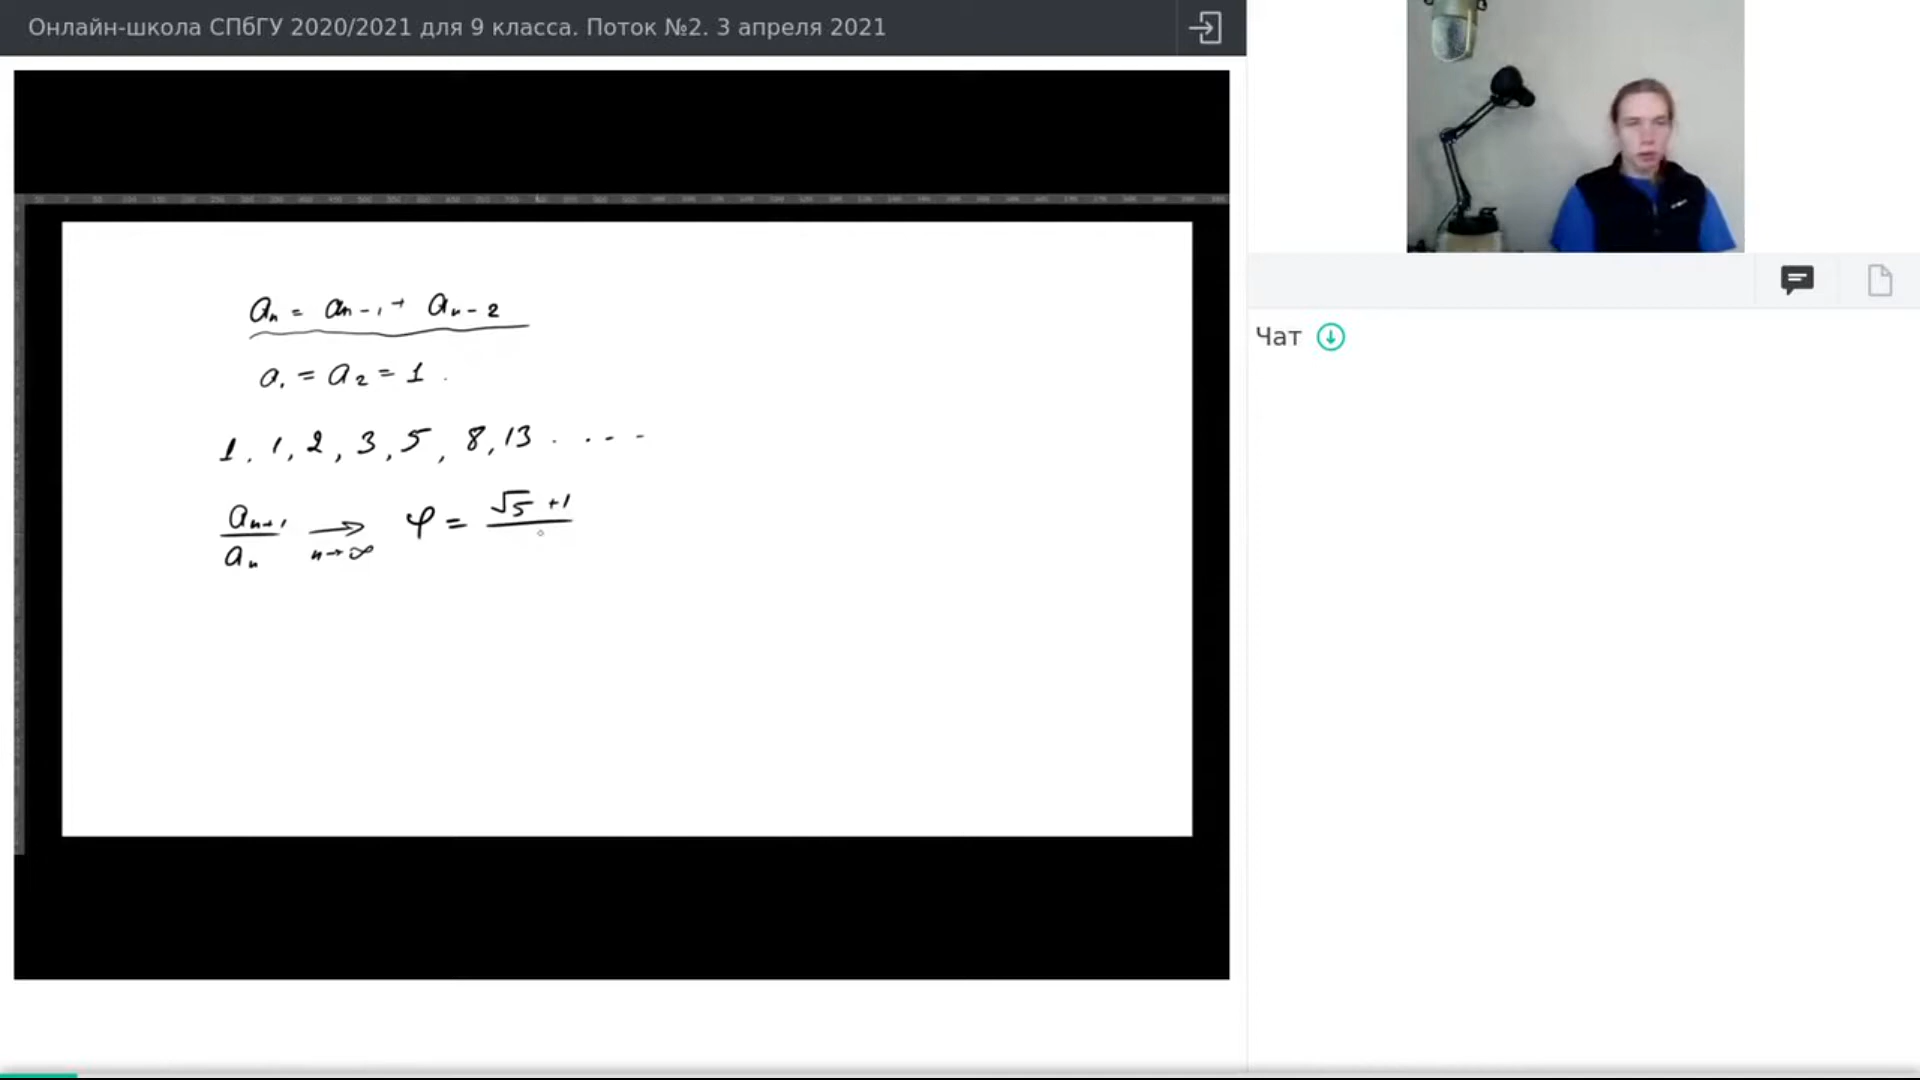 Онлайн-школа СПбГУ 2020/2021 для 9 класса. Поток №2. 3 апреля 2021
aₙ = aₙ₋₁ + aₙ₋₂
a₁ = a₂ = 1.
1, 1, 2, 3, 5, 8, 13 . . . -
aₙ₊₁/aₙ → n→∞ φ = √5 +1
Чат